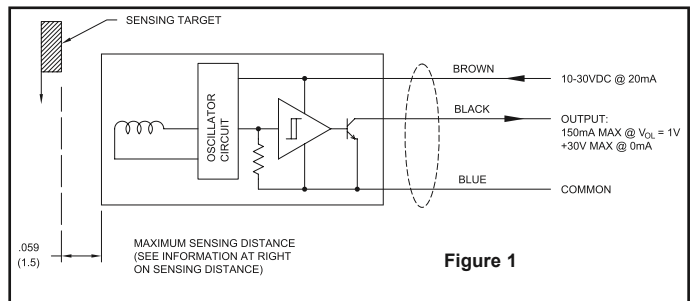 SENSING TARGET
BROWN
10-30VDC @ 20mA
OSCILLATOR
CIRCUIT
BLACK
OUTPUT:
150mA MAX @ VOL = 1V
+30V MAX @ 0mA
BLUE
COMMON
.059
(1.5)
MAXIMUM SENSING DISTANCE
(SEE INFORMATION AT RIGHT
ON SENSING DISTANCE)
Figure 1